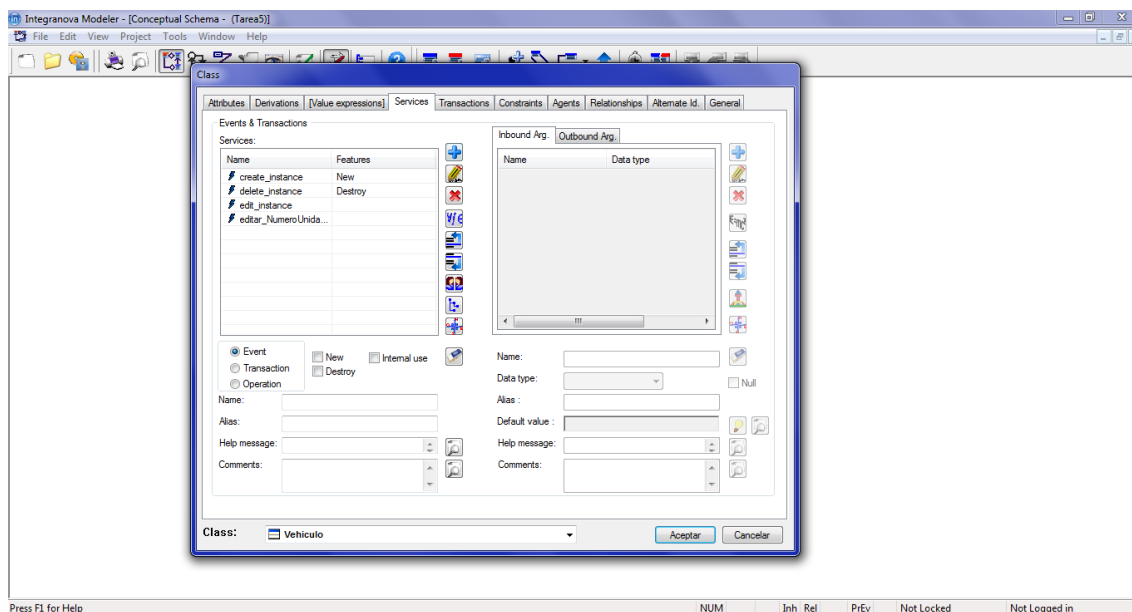 Integranova Modeler - [Conceptual Schema - (Tarea5)]
File Edit View Project Tools Window Help
Class
Attributes Derivations [Value expressions] Services Transactions Constraints Agents Relationships Alternate Id. General
Events & Transactions
Services:
Name Features
create_instance New
delete_instance Destroy
edit_instance
editar_NumeroUnida...
Inbound Arg. Outbound Arg.
Name Data type
Event
Transaction
Operation
New
Destroy
Internal use
Name:
Alias:
Help message:
Comments:
Name:
Data type:
Null
Alias :
Default value :
Help message:
Comments:
Class: Vehiculo
Aceptar Cancelar
Press F1 for Help NUM Inh Rel PrEv Not Locked Not Logged in